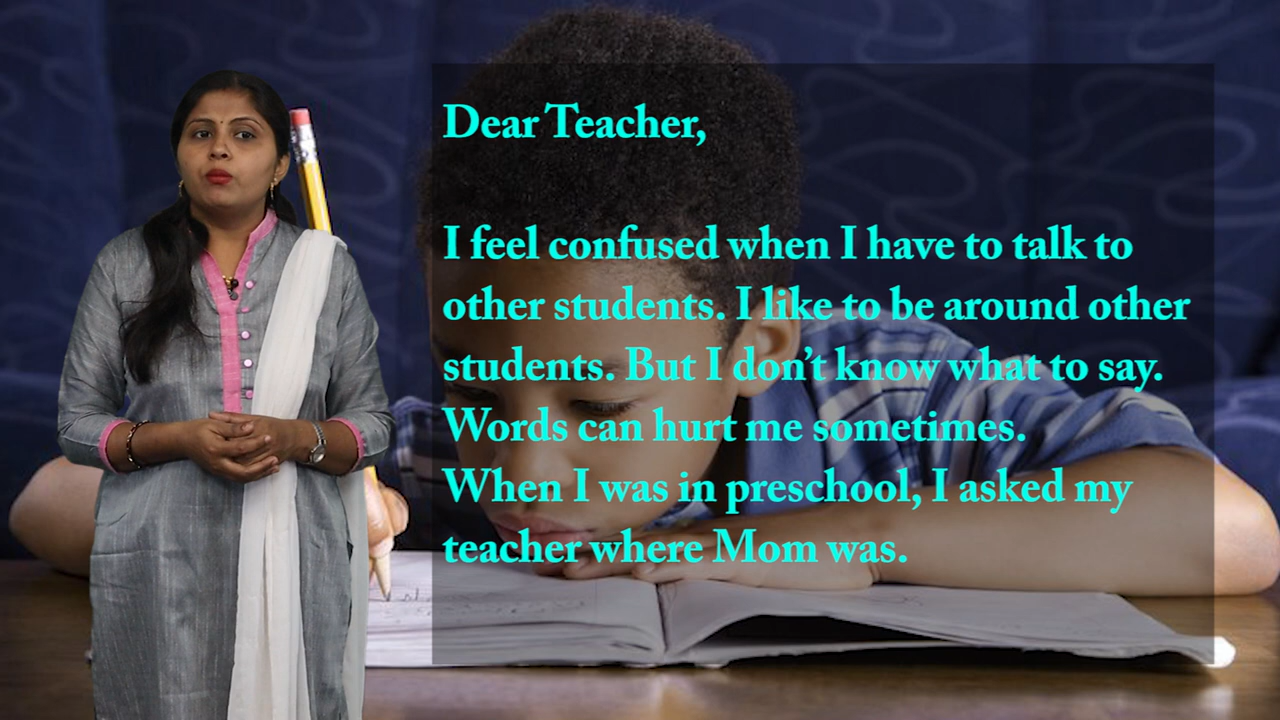 Dear Teacher,
I feel confused when I have to talk to
other students. I like to be around other
students. But I don’t know what to say.
Words can hurt me sometimes.
When I was in preschool, I asked my
teacher where Mom was.